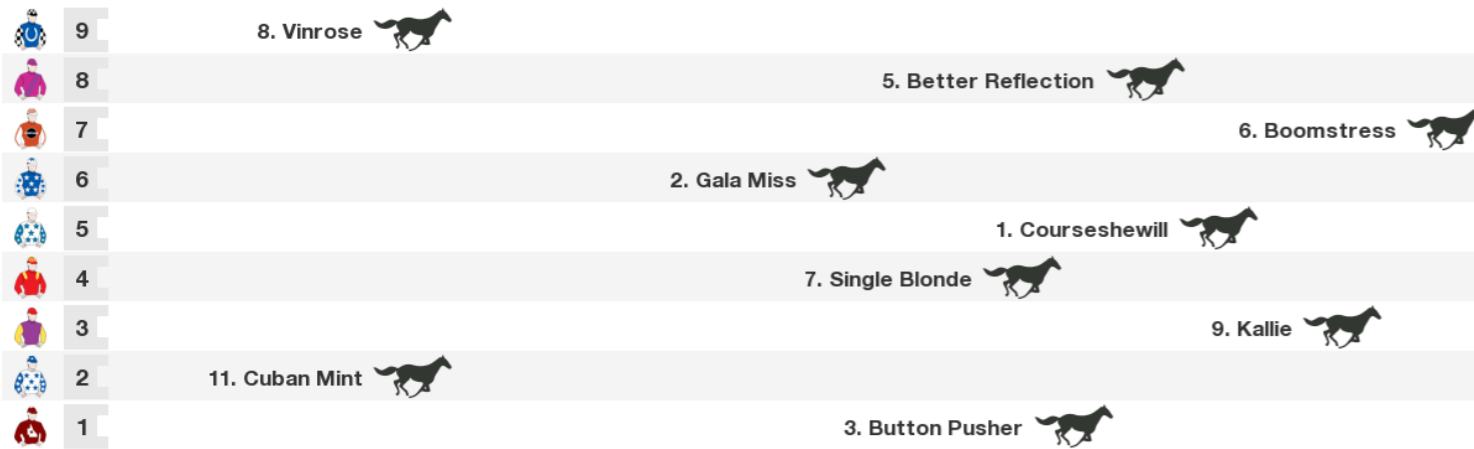 9 8. Vinrose
8 5. Better Reflection
7 6. Boomstress
6 2. Gala Miss
5 1. Courseshewill
4 7. Single Blonde
3 9. Kallie
2 11. Cuban Mint
1 3. Button Pusher